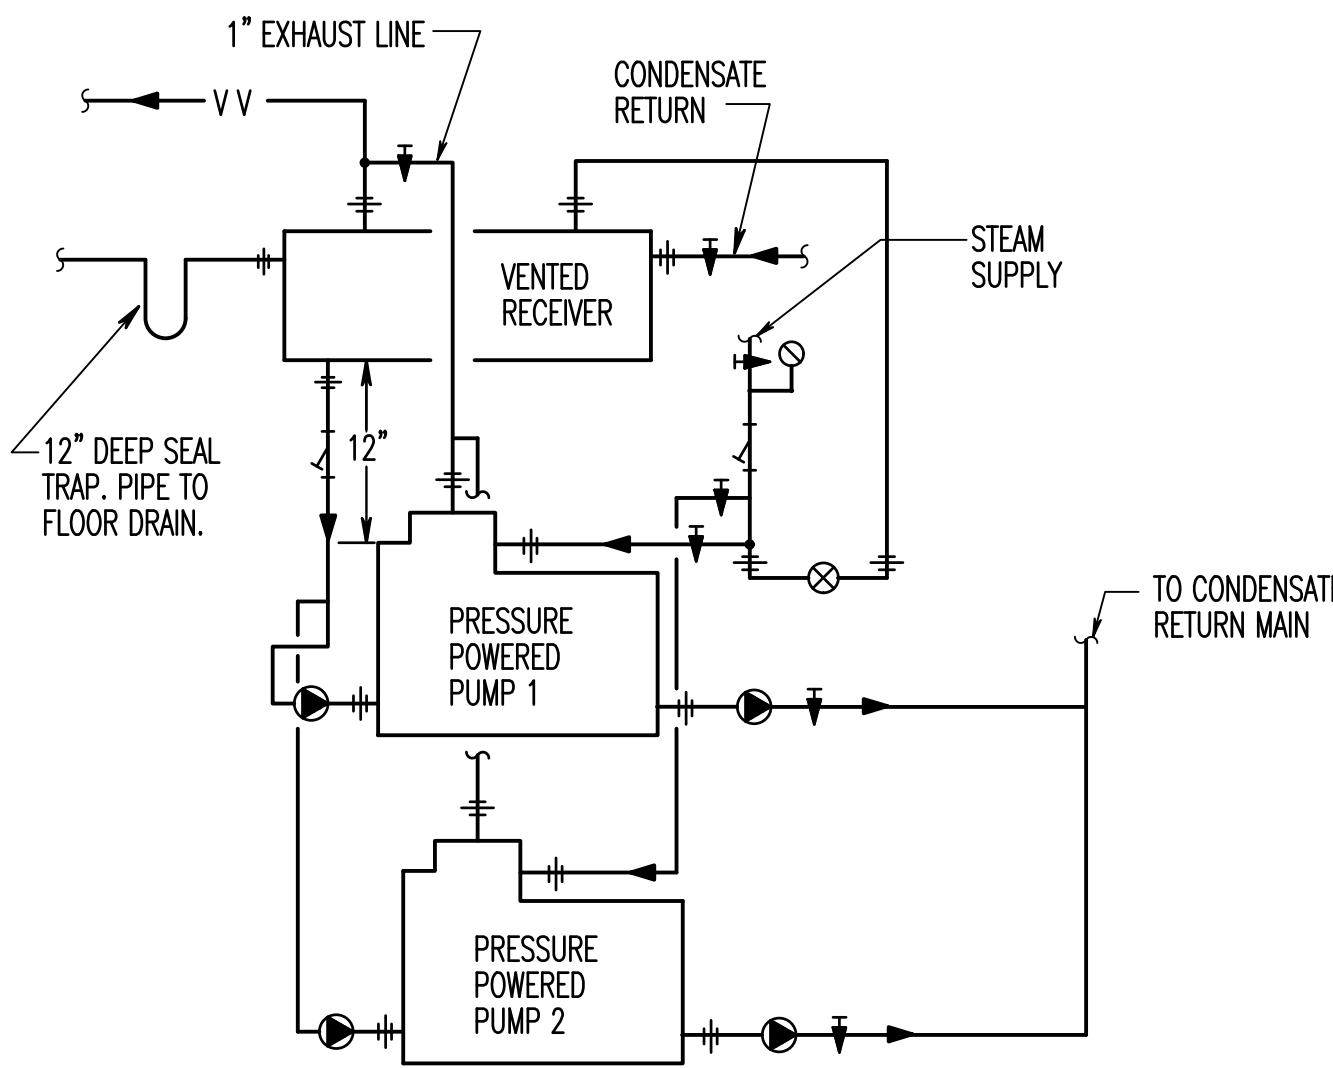 1" EXHAUST LINE
CONDENSATE
RETURN
V V
STEAM
SUPPLY
VENTED
RECEIVER
12" DEEP SEAL
TRAP. PIPE TO
FLOOR DRAIN.
12"
TO CONDENSATE
RETURN MAIN
PRESSURE
POWERED
PUMP 1
PRESSURE
POWERED
PUMP 2